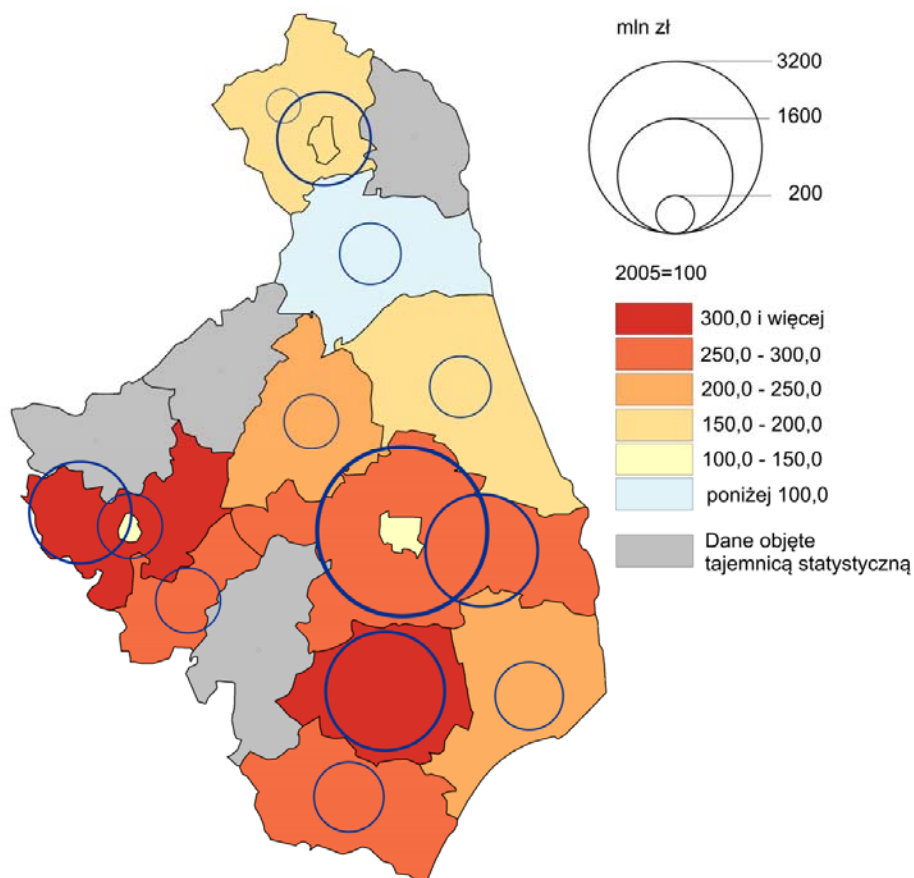 mln zł
3200
1600
200
2005=100
300,0 i więcej
250,0 - 300,0
200,0 - 250,0
150,0 - 200,0
100,0 - 150,0
poniżej 100,0
Dane objęte
tajemnicą statystyczną